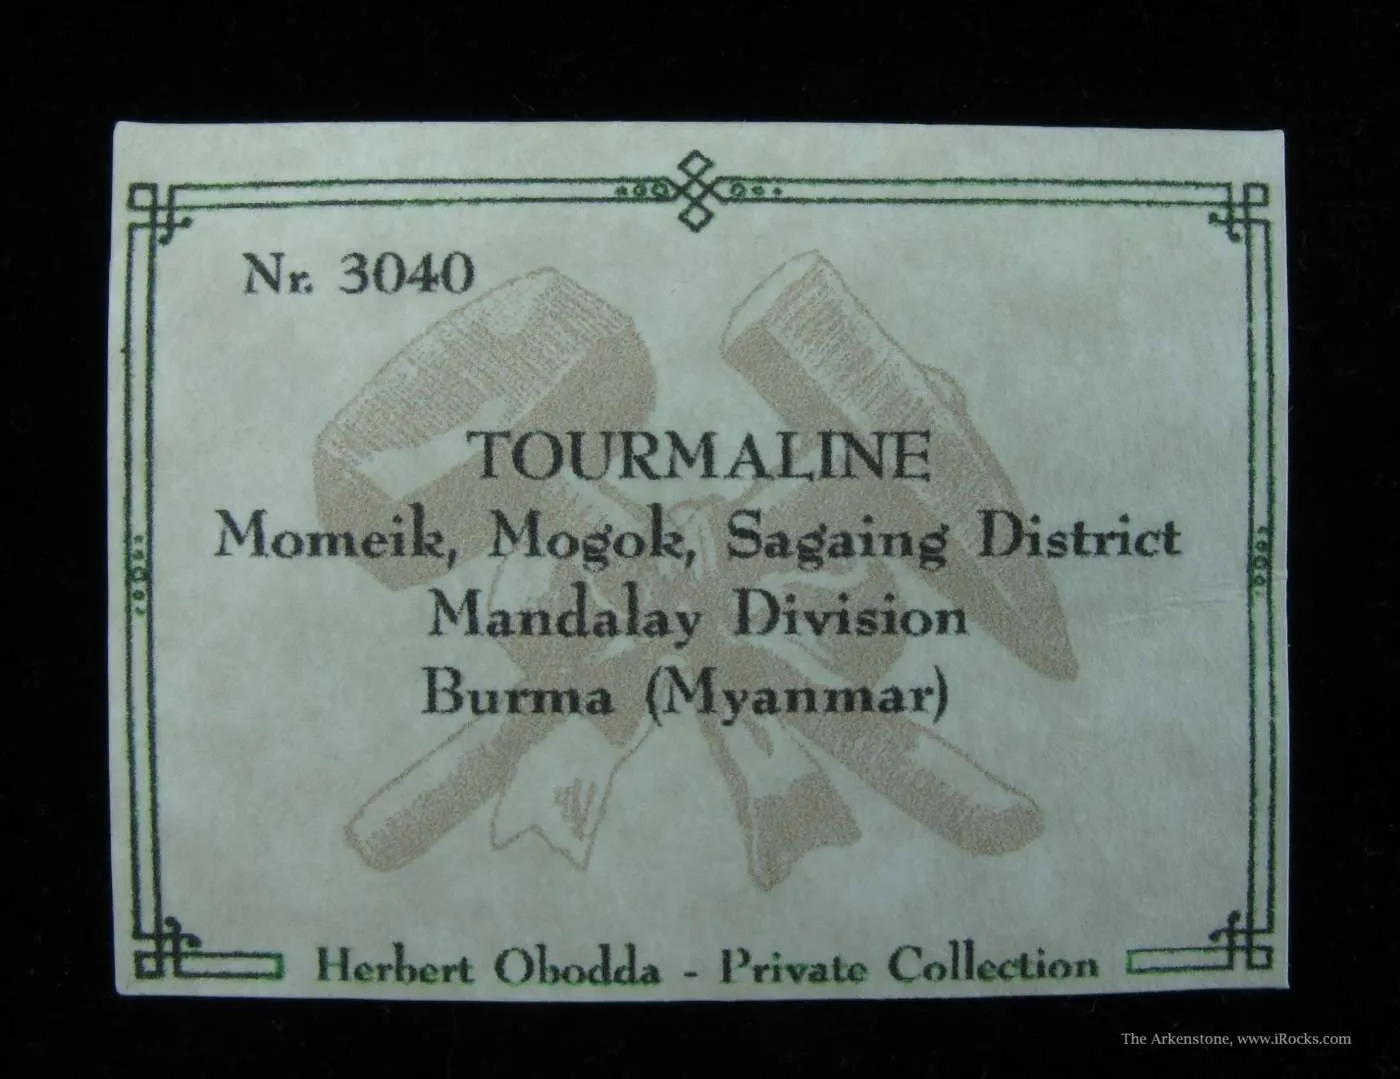 Nr. 3040
TOURMALINE
Momeik, Mogok, Sagaing District
Mandalay Division
Burma (Myanmar)
Herbert Obodda - Private Collection
The Arkenstone, www.iRocks.com